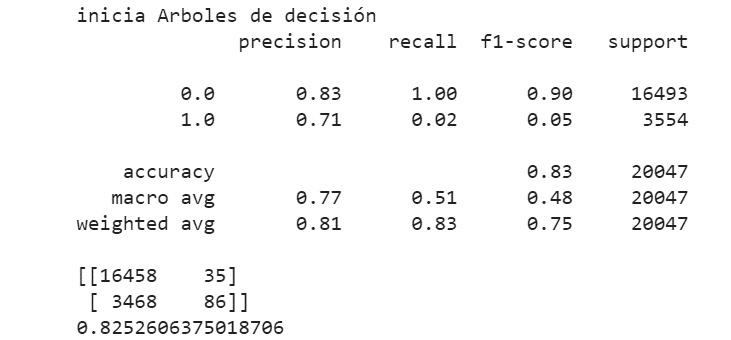 inicia Arboles de decisión
precision recall f1-score support
0.0 0.83 1.00 0.90 16493
1.0 0.71 0.02 0.05 3554
accuracy 0.83 20047
macro avg 0.77 0.51 0.48 20047
weighted avg 0.81 0.83 0.75 20047
[[16458 35]
[ 3468 86]]
0.8252606375018706